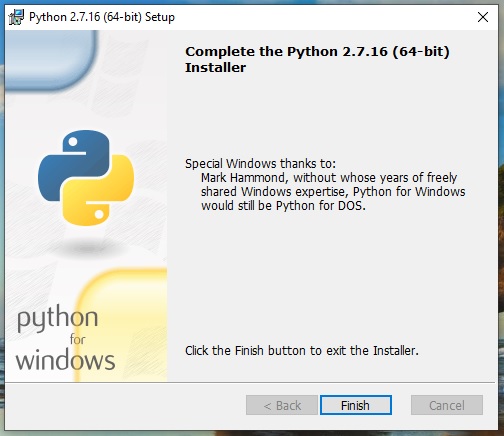 Python 2.7.16 (64-bit) Setup
Complete the Python 2.7.16 (64-bit)
Installer
Special Windows thanks to:
Mark Hammond, without whose years of freely
shared Windows expertise, Python for Windows
would still be Python for DOS.
python
for
windows
Click the Finish button to exit the Installer.
< Back
Finish
Cancel